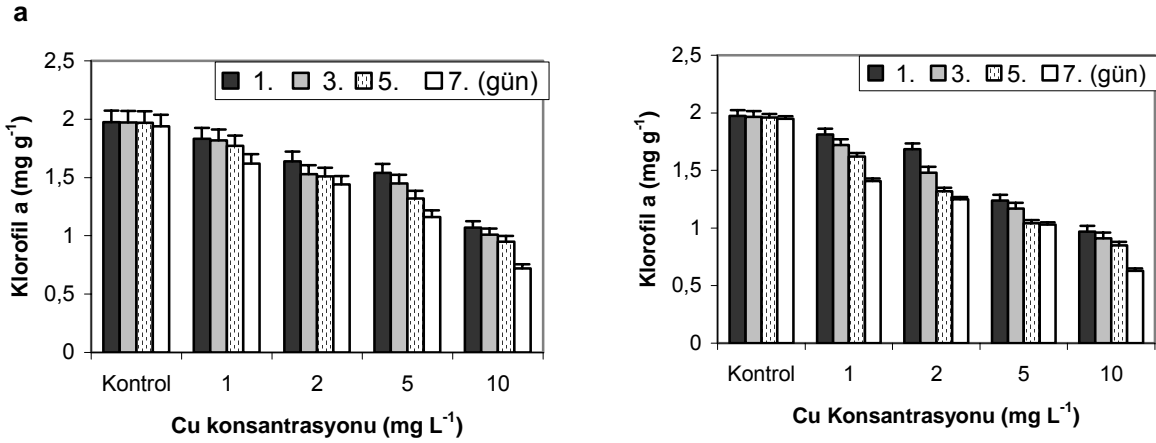 a
2,5
2
1,5
1
0,5
0
Klorofil a (mg g-1)
1. 3. 5. 7. (gün)
Kontrol 1 2 5 10
Cu konsantrasyonu (mg L-1)
2,5
2
1,5
1
0,5
0
Klorofil a (mg g-1)
1. 3. 5. 7. (gün)
Kontrol 1 2 5 10
Cu Konsantrasyonu (mg L-1)